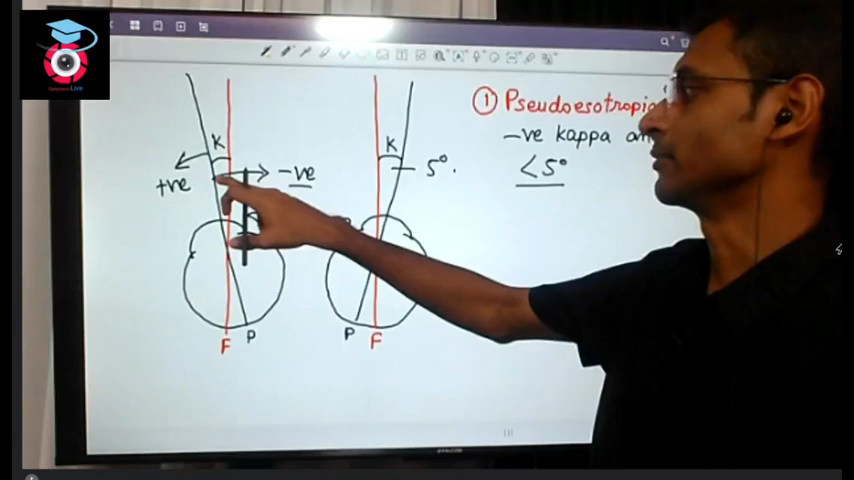 ① Pseudoesotropia
-ve kappa an
< 5°
K
+ve
-ve
K
5°.
F
P
P
F